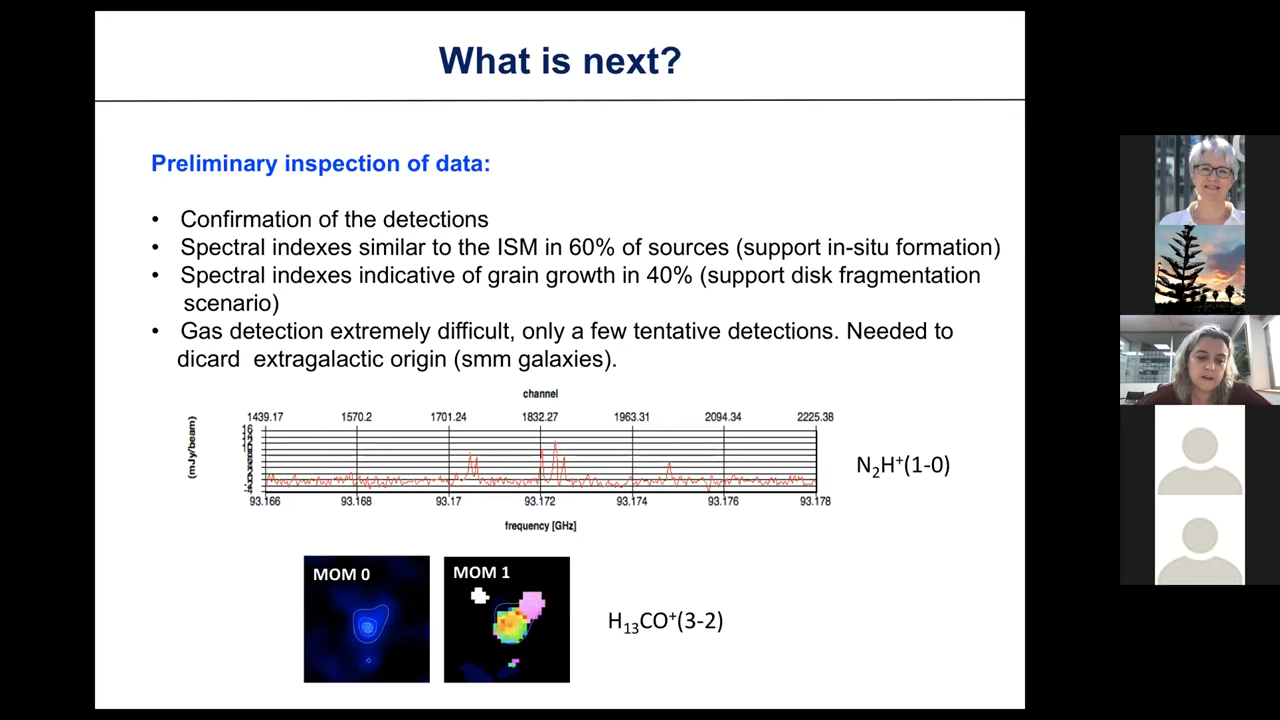 What is next?
Preliminary inspection of data:
• Confirmation of the detections
• Spectral indexes similar to the ISM in 60% of sources (support in-situ formation)
• Spectral indexes indicative of grain growth in 40% (support disk fragmentation
scenario)
• Gas detection extremely difficult, only a few tentative detections. Needed to
dicard extragalactic origin (smm galaxies).
channel
1439.17 1570.2 1701.24 1832.27 1963.31 2094.34 2225.38
16
(mJy/beam)
-4
93.166 93.168 93.17 93.172 93.174 93.176 93.178
frequency [GHz]
N₂H⁺(1-0)
MOM 0 MOM 1
H₁₃CO⁺(3-2)